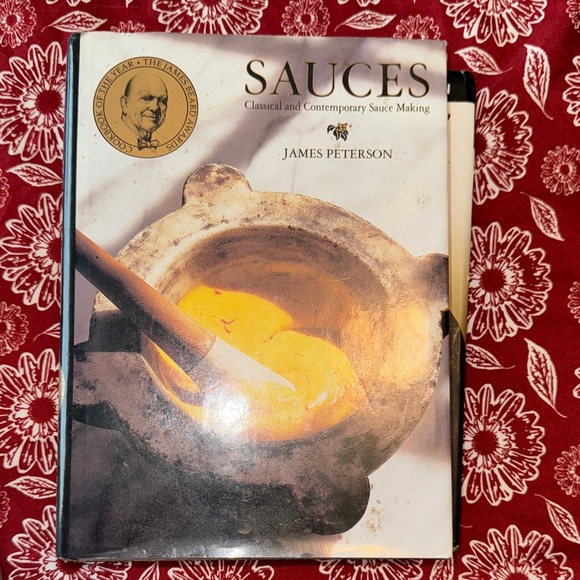 COOKBOOK OF THE YEAR • THE JAMES BEARD AWARDS
SAUCES
Classical and Contemporary Sauce Making
JAMES PETERSON